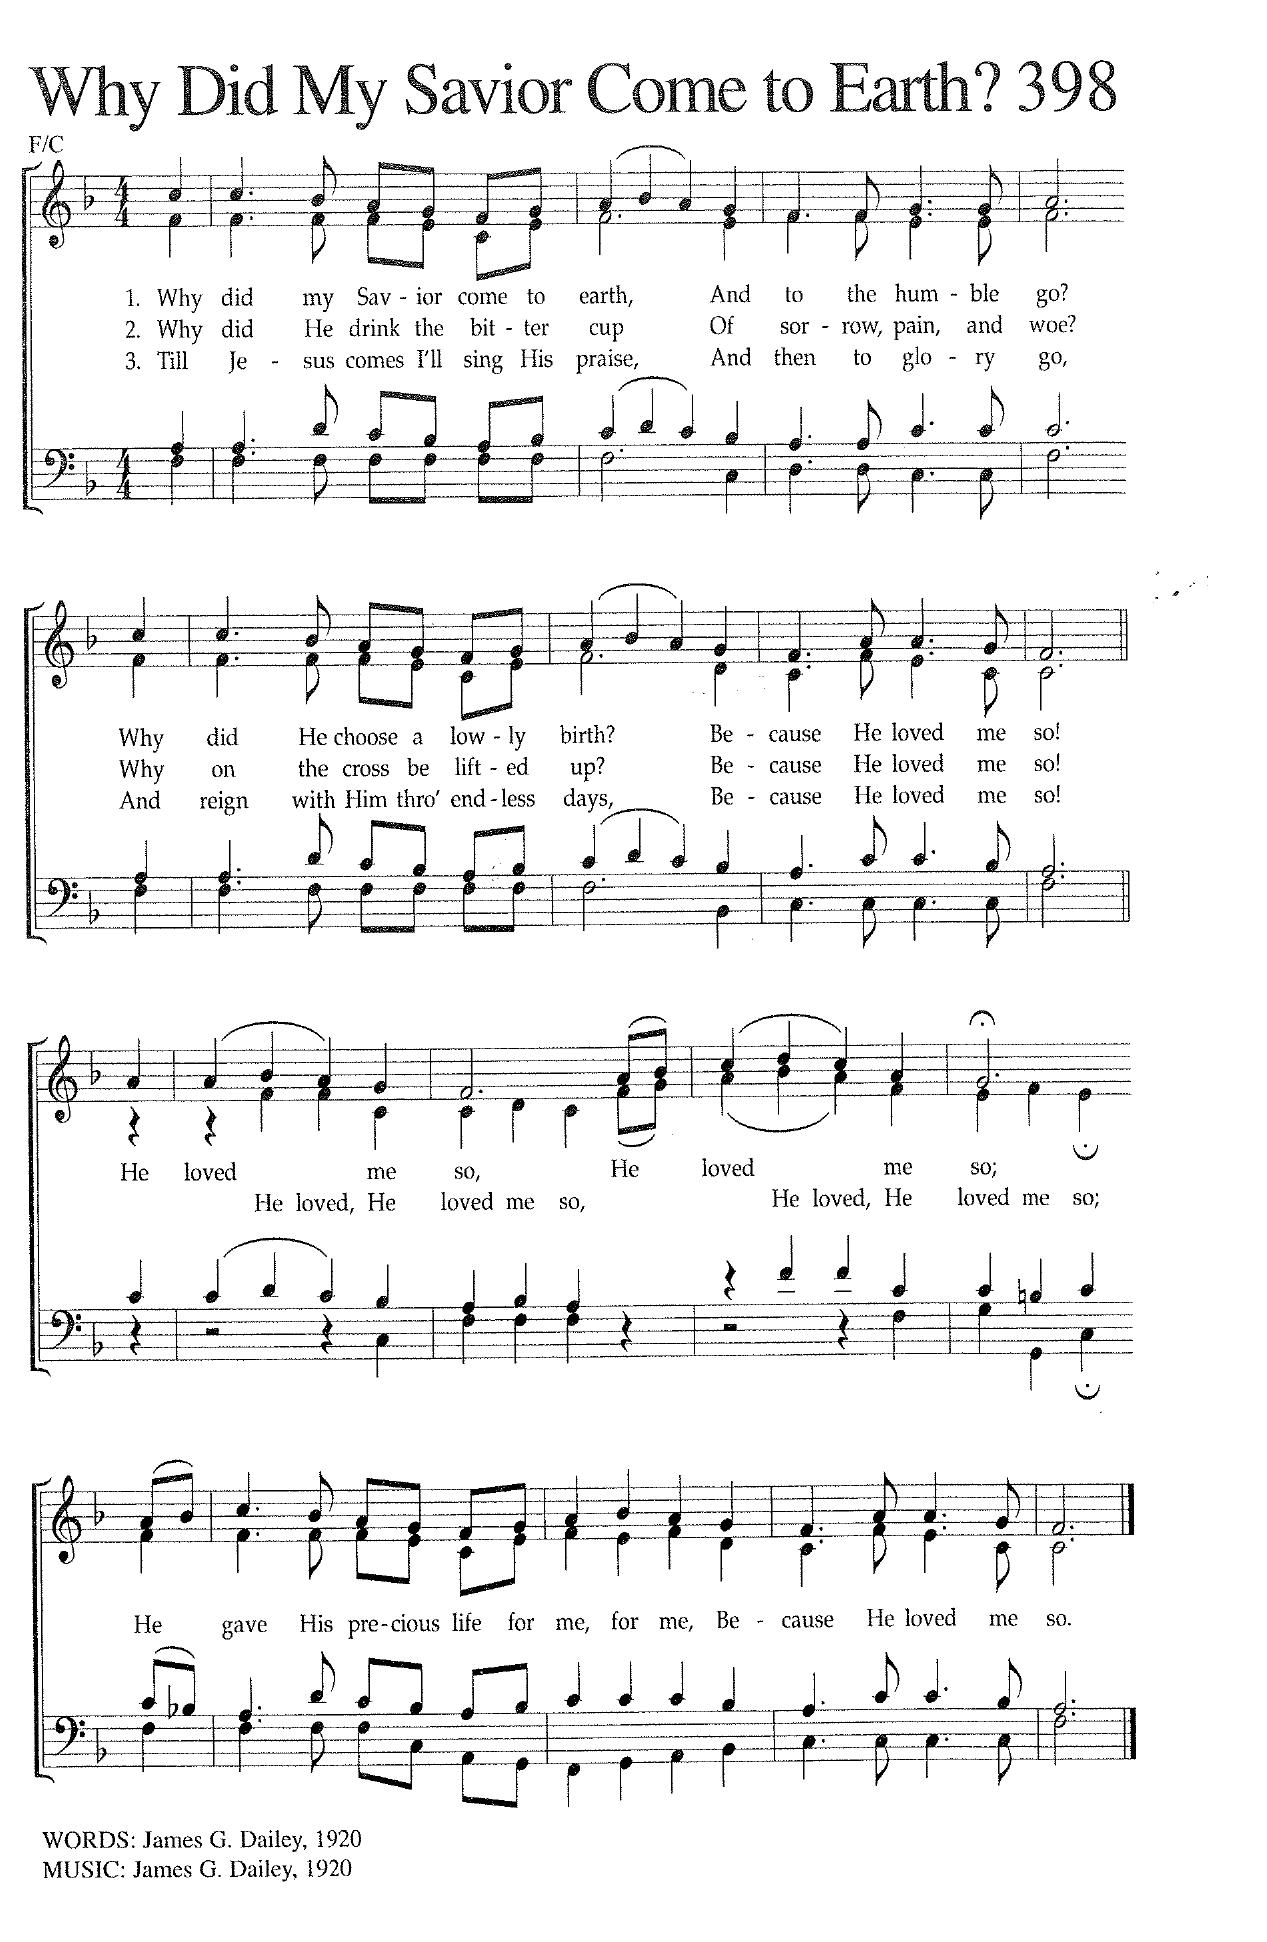 Why Did My Savior Come to Earth? 398
F/C
1. Why did my Sav - ior come to earth, And to the hum - ble go?
2. Why did He drink the bit - ter cup Of sor - row, pain, and woe?
3. Till Je - sus comes I'll sing His praise, And then to glo - ry go,
Why did He choose a low - ly birth? Be - cause He loved me so!
Why on the cross be lift - ed up? Be - cause He loved me so!
And reign with Him thro' end - less days, Be - cause He loved me so!
He loved me so, He loved me so;
He loved, He loved me so, He loved, He loved me so;
He gave His pre - cious life for me, for me, Be - cause He loved me so.
WORDS: James G. Dailey, 1920
MUSIC: James G. Dailey, 1920